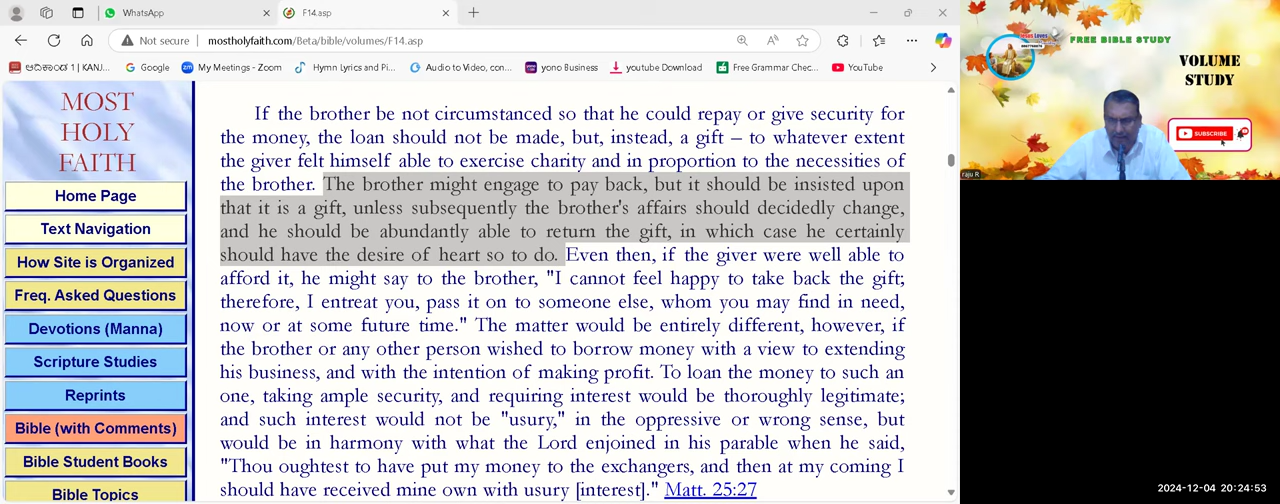 WhatsApp
F14.asp
Not secure
mostholyfaith.com/Beta/bible/volumes/F14.asp
ಆದಿಕಾಂಡ 1 | KANJ...
Google
My Meetings - Zoom
Hymn Lyrics and Pi...
Audio to Video, con...
yono Business
youtube Download
Free Grammar Chec...
YouTube
MOST
HOLY
FAITH
Home Page
Text Navigation
How Site is Organized
Freq. Asked Questions
Devotions (Manna)
Scripture Studies
Reprints
Bible (with Comments)
Bible Student Books
Bible Topics
If the brother be not circumstanced so that he could repay or give security for
the money, the loan should not be made, but, instead, a gift – to whatever extent
the giver felt himself able to exercise charity and in proportion to the necessities of
the brother. The brother might engage to pay back, but it should be insisted upon
that it is a gift, unless subsequently the brother's affairs should decidedly change,
and he should be abundantly able to return the gift, in which case he certainly
should have the desire of heart so to do. Even then, if the giver were well able to
afford it, he might say to the brother, "I cannot feel happy to take back the gift;
therefore, I entreat you, pass it on to someone else, whom you may find in need,
now or at some future time." The matter would be entirely different, however, if
the brother or any other person wished to borrow money with a view to extending
his business, and with the intention of making profit. To loan the money to such an
one, taking ample security, and requiring interest would be thoroughly legitimate;
and such interest would not be "usury," in the oppressive or wrong sense, but
would be in harmony with what the Lord enjoined in his parable when he said,
"Thou oughtest to have put my money to the exchangers, and then at my coming I
should have received mine own with usury [interest]." Matt. 25:27
Jesus Loves
FREE BIBLE STUDY
VOLUME
STUDY
SUBSCRIBE
raju R
2024-12-04 20:24:53